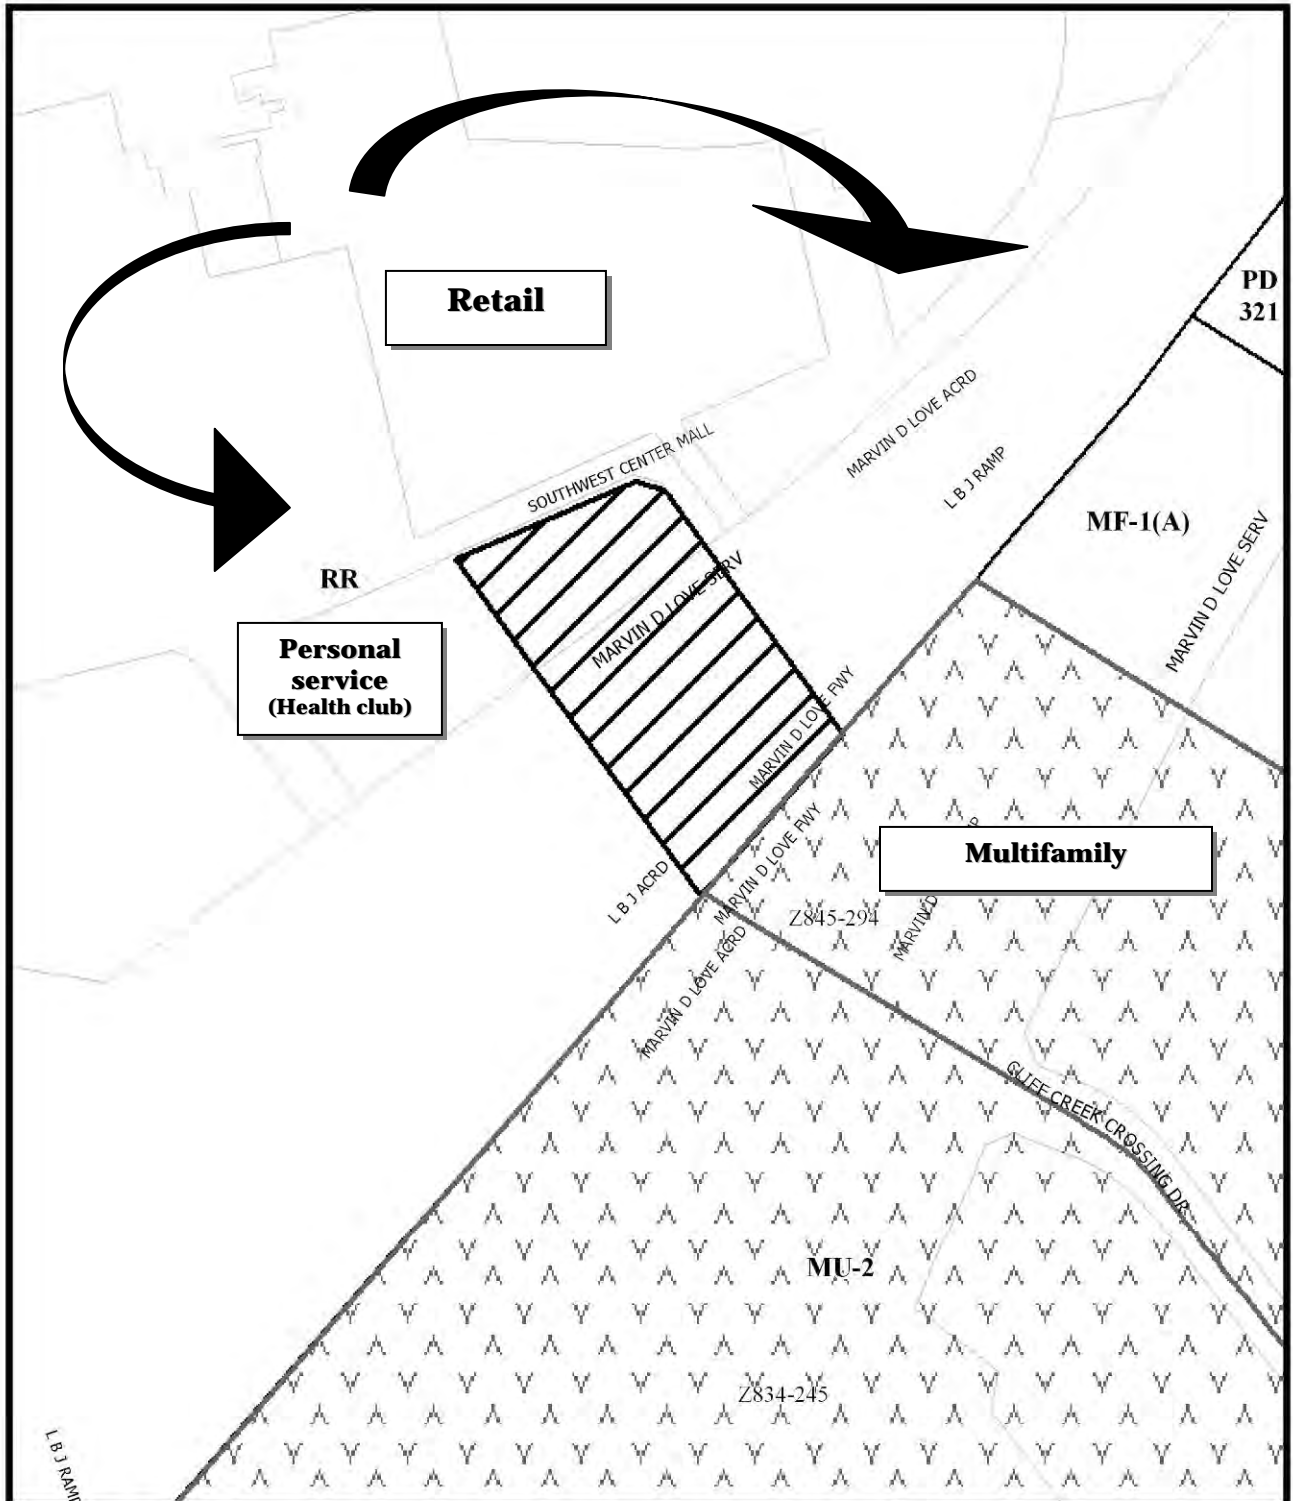 PD
321
Retail
MARVIN D LOVE ACRD
SOUTHWEST CENTER MALL
L B J RAMP
MF-1(A)
MARVIN D LOVE SERV
RR
MARVIN D LOVE SERV
Personal
service
(Health club)
MARVIN D LOVE FWY
MARVIN D LOVE FWY
Multifamily
L B J ACRD
Z845-294
MARVIN D
MARVIN D LOVE ACRD
CLIFF CREEK CROSSING DR
MU-2
Z834-245
L B J RAMP